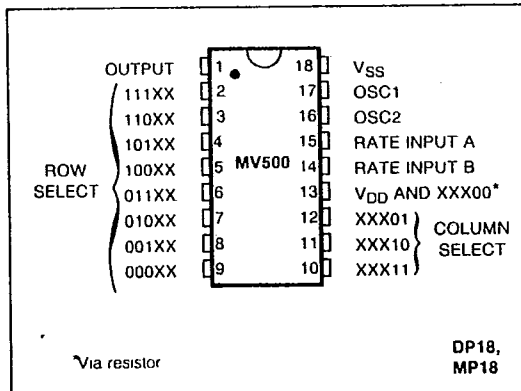 OUTPUT 1 18 VSS
111XX 2 17 OSC1
110XX 3 16 OSC2
101XX 4 15 RATE INPUT A
100XX 5 MV500 14 RATE INPUT B
ROW SELECT
011XX 6 13 VDD AND XXX00*
010XX 7 12 XXX01
001XX 8 11 XXX10
COLUMN SELECT
000XX 9 10 XXX11
*Via resistor
DP18,
MP18